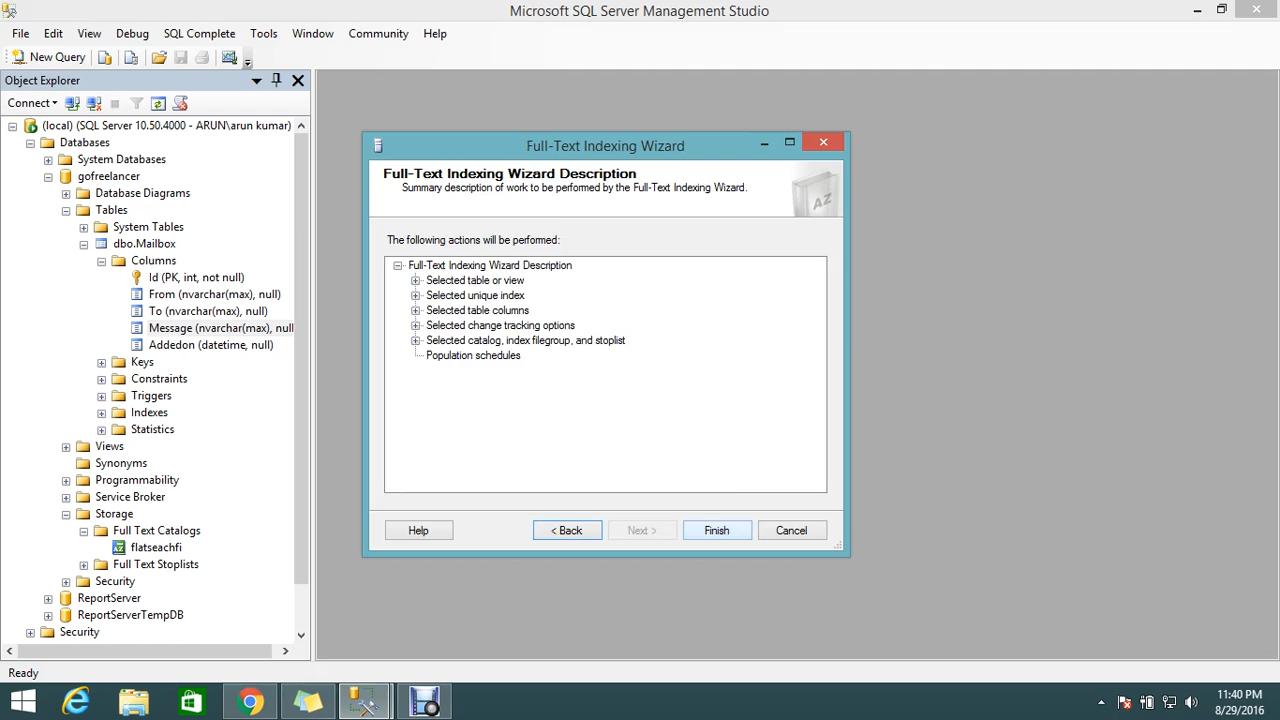 Microsoft SQL Server Management Studio
File Edit View Debug SQL Complete Tools Window Community Help
New Query
Object Explorer
Connect
(local) (SQL Server 10.50.4000 - ARUN\arun kumar)
Databases
System Databases
gofreelancer
Database Diagrams
Tables
System Tables
dbo.Mailbox
Columns
Id (PK, int, not null)
From (nvarchar(max), null)
To (nvarchar(max), null)
Message (nvarchar(max), null
Addedon (datetime, null)
Keys
Constraints
Triggers
Indexes
Statistics
Views
Synonyms
Programmability
Service Broker
Storage
Full Text Catalogs
flatseachfi
Full Text Stoplists
Security
ReportServer
ReportServerTempDB
Security
Full-Text Indexing Wizard
Full-Text Indexing Wizard Description
Summary description of work to be performed by the Full-Text Indexing Wizard.
AZ
The following actions will be performed:
Full-Text Indexing Wizard Description
Selected table or view
Selected unique index
Selected table columns
Selected change tracking options
Selected catalog, index filegroup, and stoplist
Population schedules
Help < Back Next > Finish Cancel
Ready
11:40 PM
8/29/2016